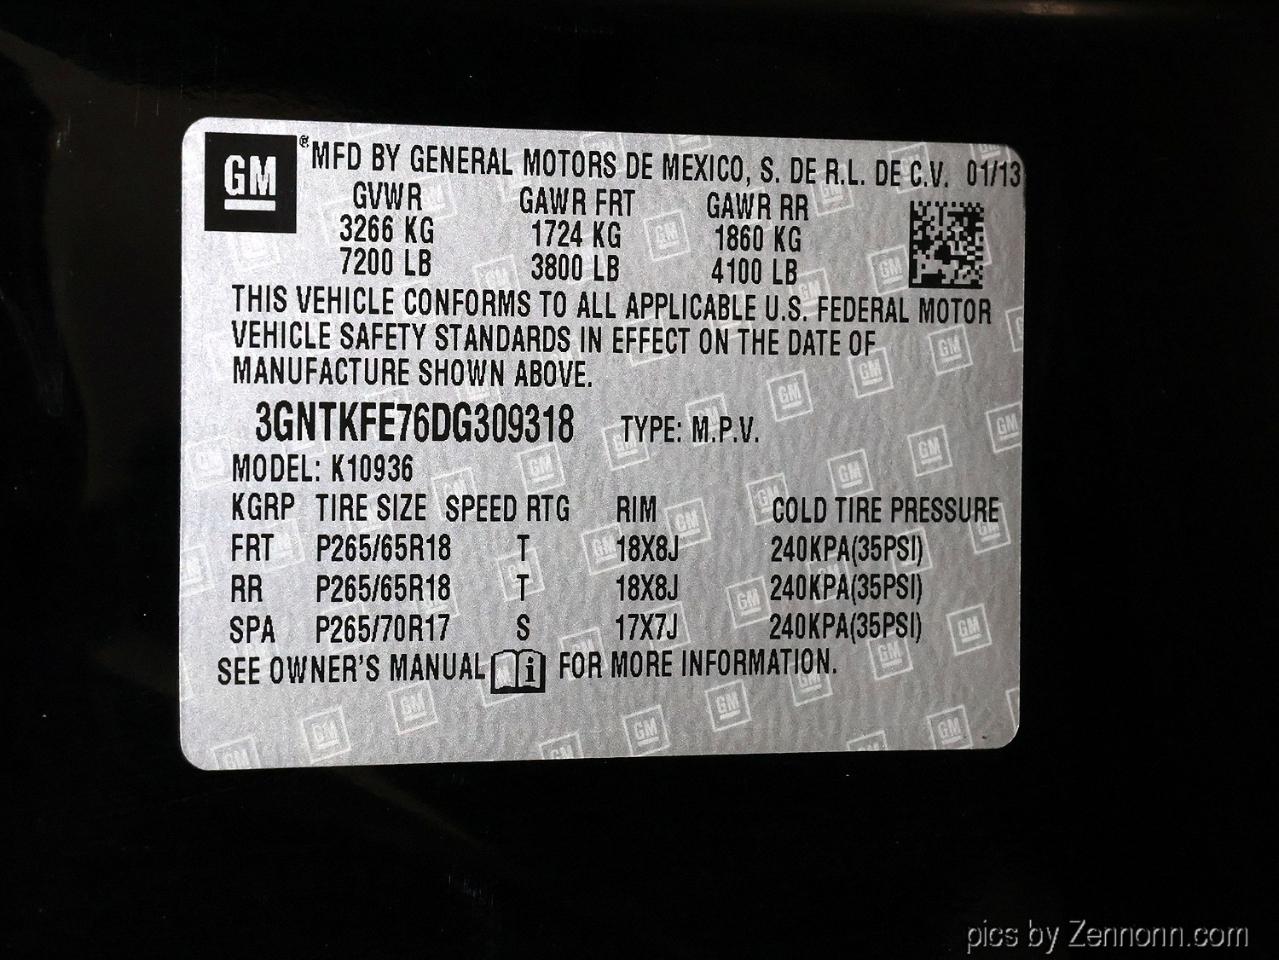 GM ® MFD BY GENERAL MOTORS DE MEXICO, S. DE R.L. DE C.V. 01/13
GVWR GAWR FRT GAWR RR
3266 KG 1724 KG 1860 KG
7200 LB 3800 LB 4100 LB
THIS VEHICLE CONFORMS TO ALL APPLICABLE U.S. FEDERAL MOTOR
VEHICLE SAFETY STANDARDS IN EFFECT ON THE DATE OF
MANUFACTURE SHOWN ABOVE.
3GNTKFE76DG309318 TYPE: M.P.V.
MODEL: K10936
KGRP TIRE SIZE SPEED RTG RIM COLD TIRE PRESSURE
FRT P265/65R18 T 18X8J 240KPA(35PSI)
RR P265/65R18 T 18X8J 240KPA(35PSI)
SPA P265/70R17 S 17X7J 240KPA(35PSI)
SEE OWNER'S MANUAL i FOR MORE INFORMATION.
pics by Zennonn.com